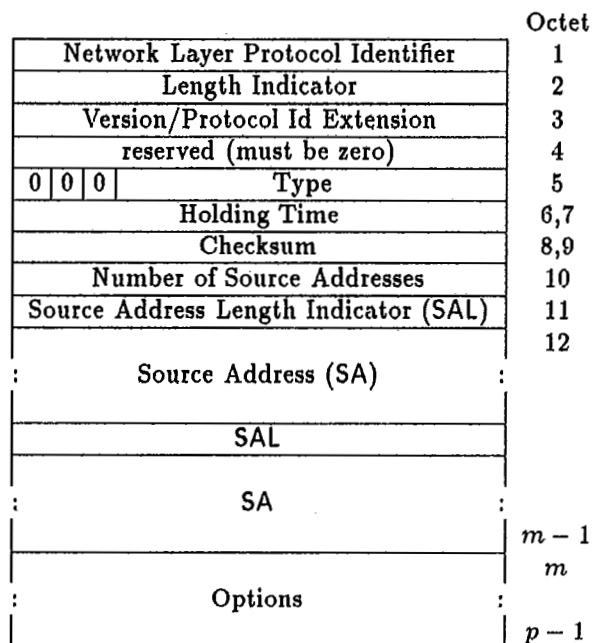 Octet
Network Layer Protocol Identifier 1
Length Indicator 2
Version/Protocol Id Extension 3
reserved (must be zero) 4
0 0 0 Type 5
Holding Time 6,7
Checksum 8,9
Number of Source Addresses 10
Source Address Length Indicator (SAL) 11
12
: Source Address (SA) :
SAL
: SA :
m − 1
m
: Options :
p − 1